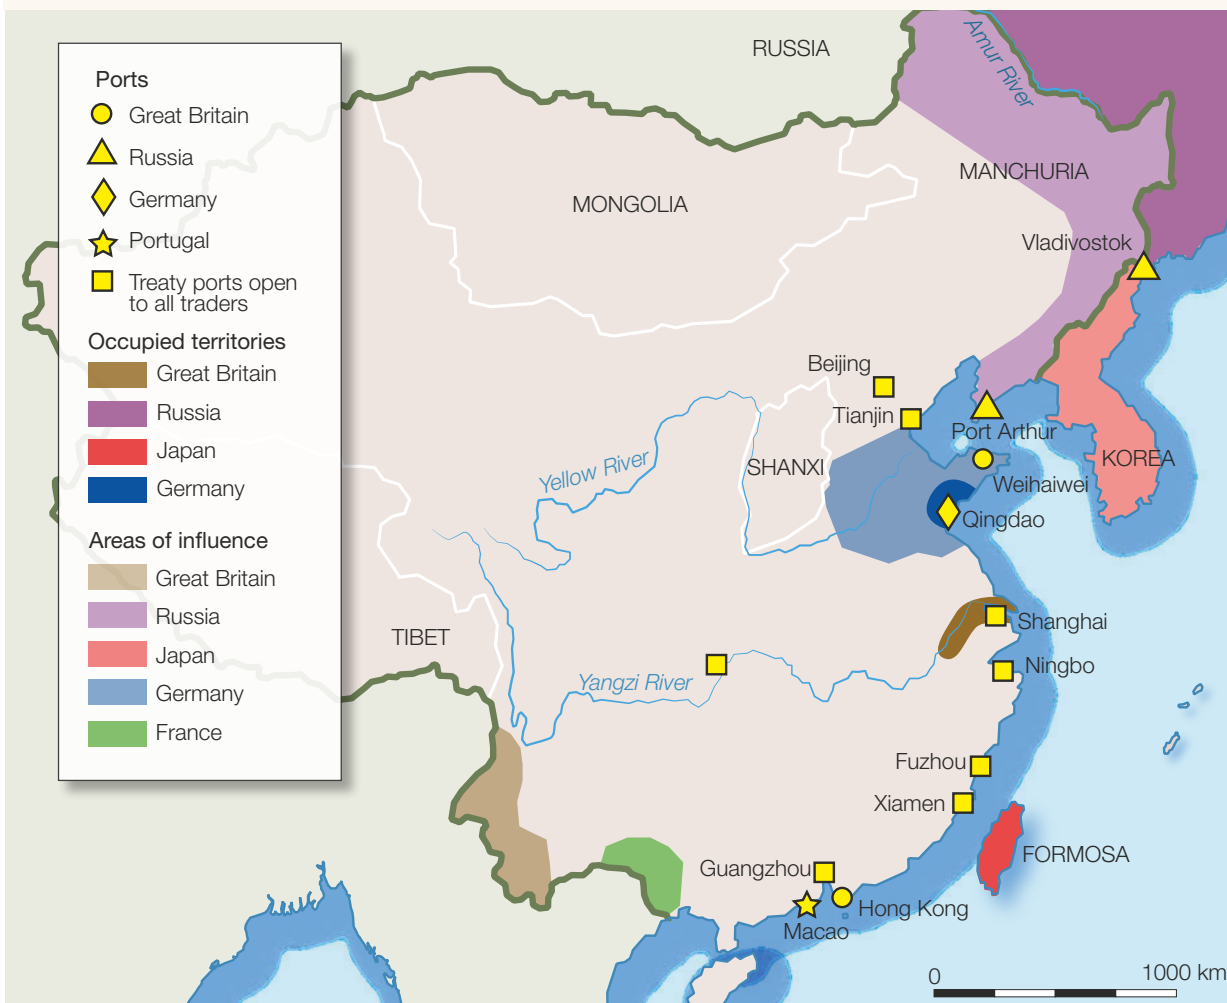 Ports
Great Britain
Russia
Germany
Portugal
Treaty ports open
to all traders
Occupied territories
Great Britain
Russia
Japan
Germany
Areas of influence
Great Britain
Russia
Japan
Germany
France
RUSSIA
Amur River
MONGOLIA
MANCHURIA
Vladivostok
Beijing
Tianjin
Port Arthur
SHANXI
KOREA
Yellow River
Weihaiwei
Qingdao
TIBET
Shanghai
Yangzi River
Ningbo
Fuzhou
Xiamen
FORMOSA
Guangzhou
Hong Kong
Macao
0
1000 km